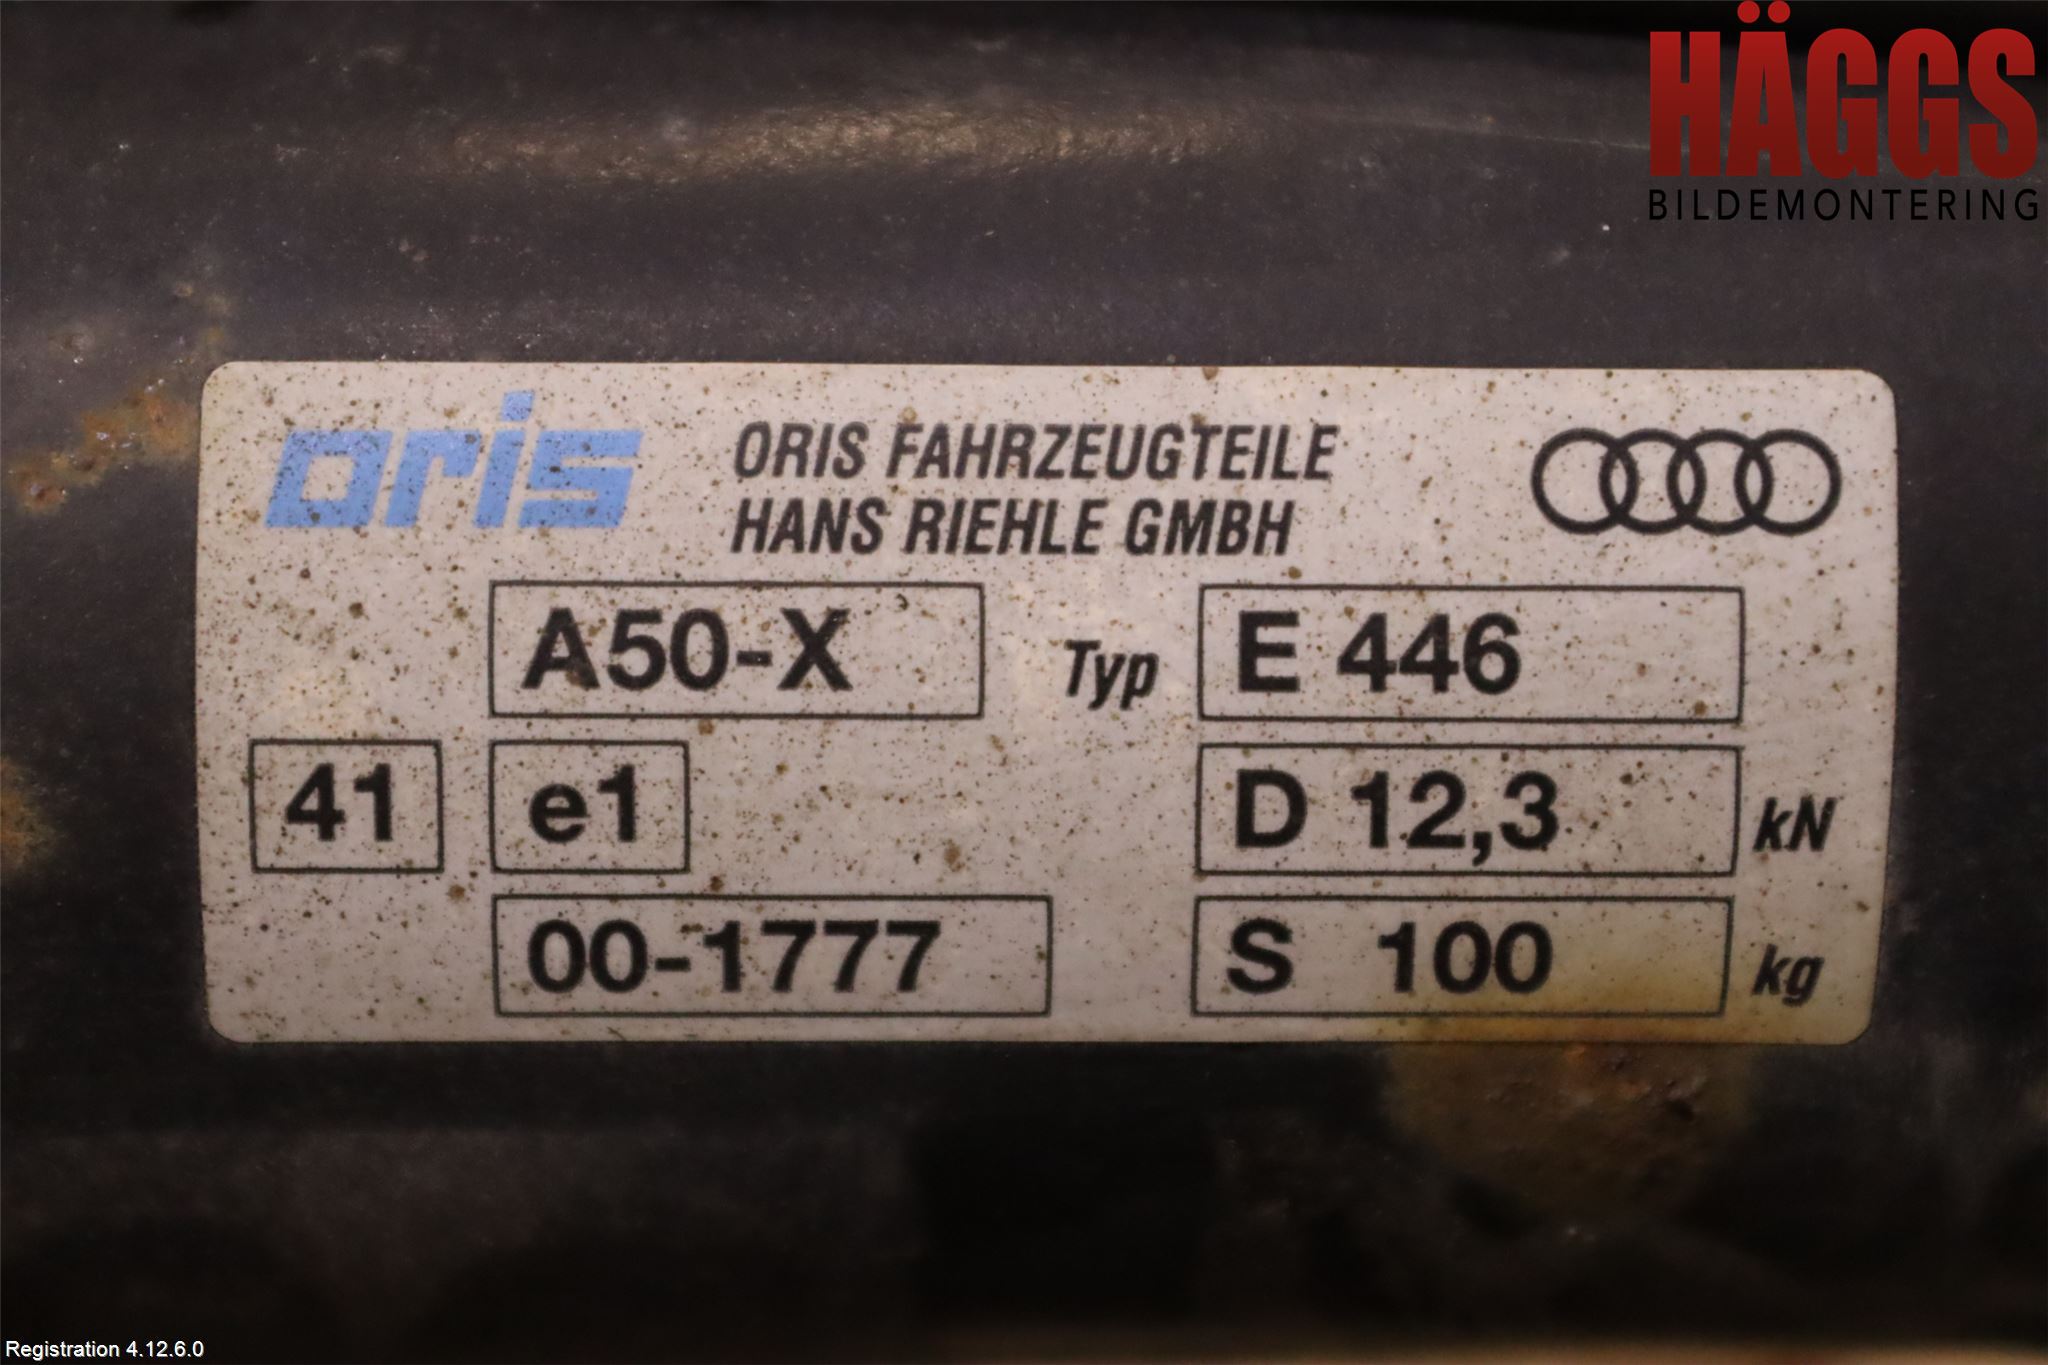 HÄGGS
BILDEMONTERING
oris
ORIS FAHRZEUGTEILE
HANS RIEHLE GMBH
A50-X
Typ E 446
41 e1
D 12,3 kN
00-1777
S 100 kg
Registration 4.12.6.0